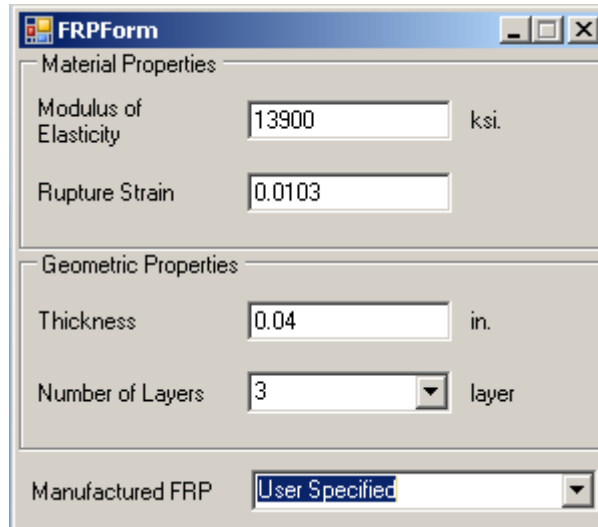 FRPForm
Material Properties
Modulus of
Elasticity
13900
ksi.
Rupture Strain
0.0103
Geometric Properties
Thickness
0.04
in.
Number of Layers
3
layer
Manufactured FRP
User Specified